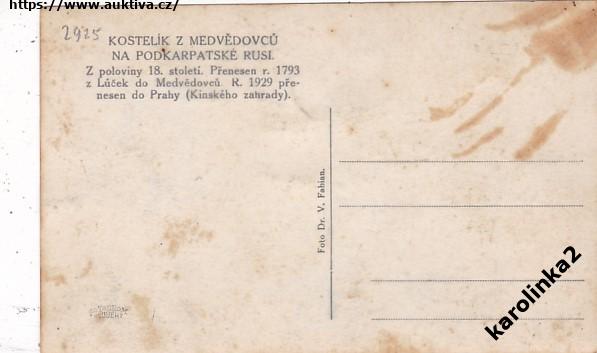 https://www.auktiva.cz/
2925
KOSTELÍK Z MEDVĚDOVCŮ
NA PODKARPATSKÉ RUSI.
Z poloviny 18. století. Přenesen r. 1793
z Lúček do Medvědovců R. 1929 pře-
nesen do Prahy (Kinského zahrady).
Foto Dr. V. Fabian.
karolinka2